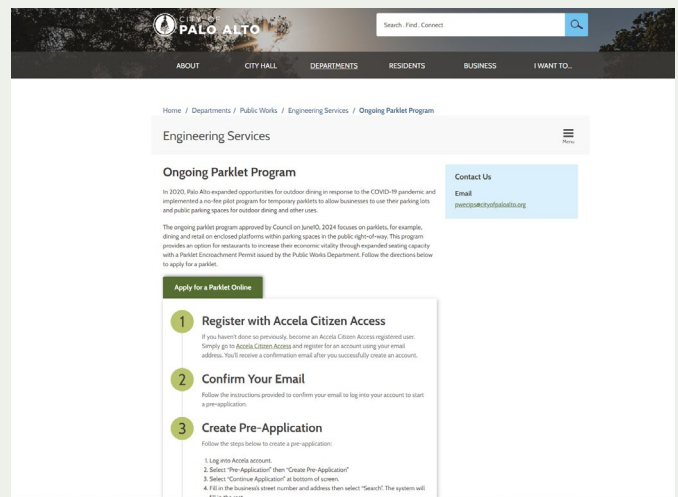 CITY OF
PALO ALTO
Search . Find . Connect
ABOUT
CITY HALL
DEPARTMENTS
RESIDENTS
BUSINESS
I WANT TO...
Home / Departments / Public Works / Engineering Services / Ongoing Parklet Program
Engineering Services
Menu
Ongoing Parklet Program
In 2020, Palo Alto expanded opportunities for outdoor dining in response to the COVID-19 pandemic and
implemented a no-fee pilot program for temporary parklets to allow businesses to use their parking lots
and public parking spaces for outdoor dining and other uses.
The ongoing parklet program approved by Council on June10, 2024 focuses on parklets, for example,
dining and retail on enclosed platforms within parking spaces in the public right-of-way. This program
provides an option for restaurants to increase their economic vitality through expanded seating capacity
with a Parklet Encroachment Permit issued by the Public Works Department. Follow the directions below
to apply for a parklet.
Contact Us
Email
pwecips@cityofpaloalto.org
Apply for a Parklet Online
1
Register with Accela Citizen Access
If you haven't done so previously, become an Accela Citizen Access registered user.
Simply go to Accela Citizen Access and register for an account using your email
address. You'll receive a confirmation email after you successfully create an account.
2
Confirm Your Email
Follow the instructions provided to confirm your email to log into your account to start
a pre-application.
3
Create Pre-Application
Follow the steps below to create a pre-application:
1. Log into Accela account.
2. Select "Pre-Application" then "Create Pre-Application"
3. Select "Continue Application" at bottom of screen.
4. Fill in the business's street number and address then select "Search". The system will